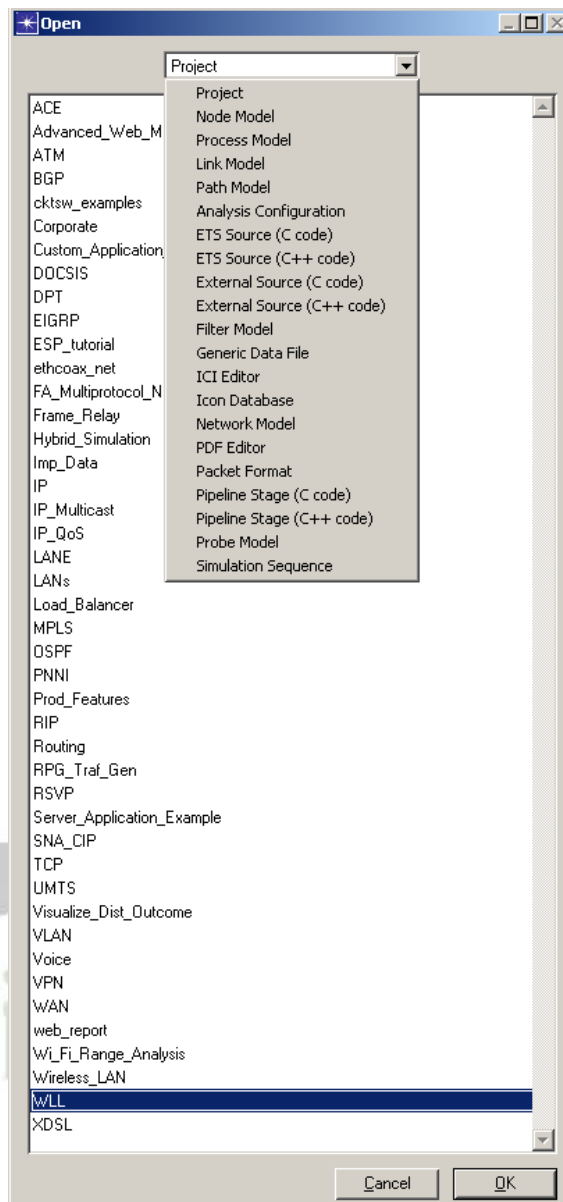 Open
Project
Project
Node Model
Process Model
Link Model
Path Model
Analysis Configuration
ETS Source (C code)
ETS Source (C++ code)
External Source (C code)
External Source (C++ code)
Filter Model
Generic Data File
ICI Editor
Icon Database
Network Model
PDF Editor
Packet Format
Pipeline Stage (C code)
Pipeline Stage (C++ code)
Probe Model
Simulation Sequence
ACE
Advanced_Web_M
ATM
BGP
cktsw_examples
Corporate
Custom_Application_
DOCSIS
DPT
EIGRP
ESP_tutorial
ethcoax_net
FA_Multiprotocol_N
Frame_Relay
Hybrid_Simulation
Imp_Data
IP
IP_Multicast
IP_QoS
LANE
LANs
Load_Balancer
MPLS
OSPF
PNNI
Prod_Features
RIP
Routing
RPG_Traf_Gen
RSVP
Server_Application_Example
SNA_CIP
TCP
UMTS
Visualize_Dist_Outcome
VLAN
Voice
VPN
WAN
web_report
Wi_Fi_Range_Analysis
Wireless_LAN
WLL
XDSL
Cancel OK